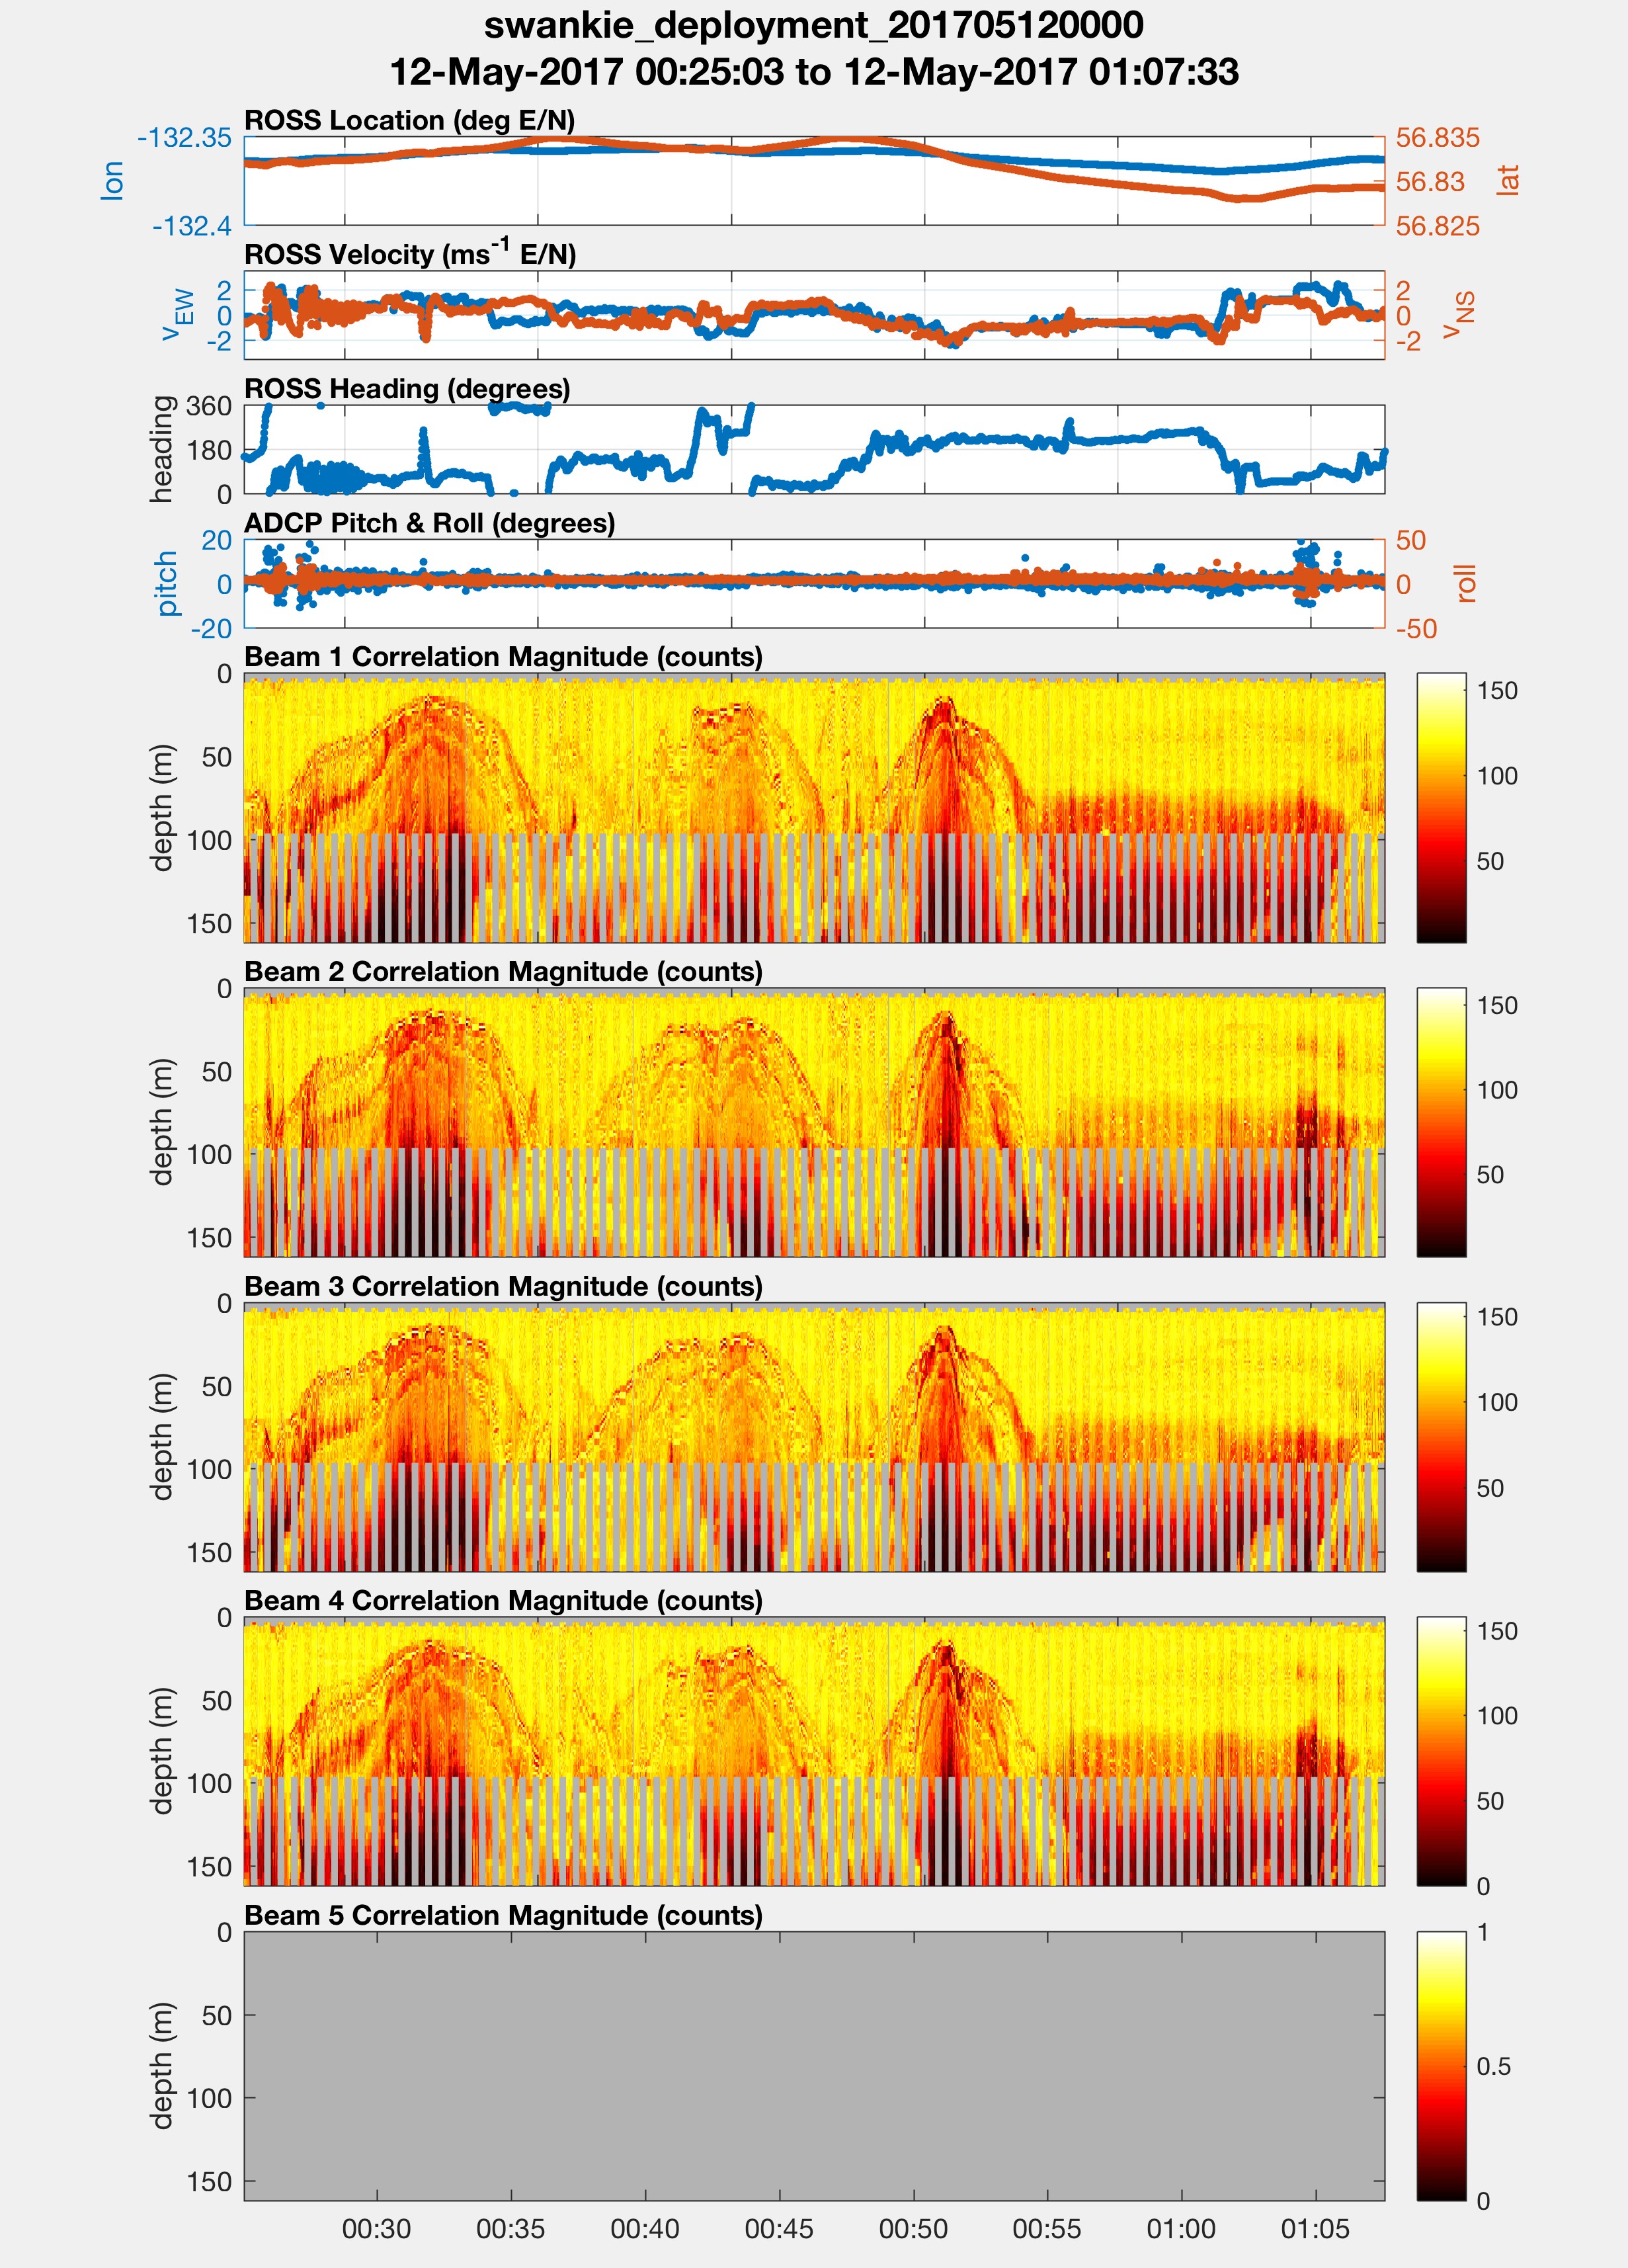 swankie_deployment_201705120000
12-May-2017 00:25:03 to 12-May-2017 01:07:33
ROSS Location (deg E/N)
-132.35
-132.4
lon
56.835
56.83
56.825
lat
ROSS Velocity (ms-1 E/N)
2
0
-2
vEW
2
0
-2
vNS
ROSS Heading (degrees)
360
180
0
heading
ADCP Pitch & Roll (degrees)
20
0
-20
pitch
50
0
-50
roll
Beam 1 Correlation Magnitude (counts)
0
50
100
150
depth (m)
150
100
50
Beam 2 Correlation Magnitude (counts)
0
50
100
150
depth (m)
150
100
50
Beam 3 Correlation Magnitude (counts)
0
50
100
150
depth (m)
150
100
50
Beam 4 Correlation Magnitude (counts)
0
50
100
150
depth (m)
150
100
50
0
Beam 5 Correlation Magnitude (counts)
0
50
100
150
depth (m)
1
0.5
0
00:30 00:35 00:40 00:45 00:50 00:55 01:00 01:05